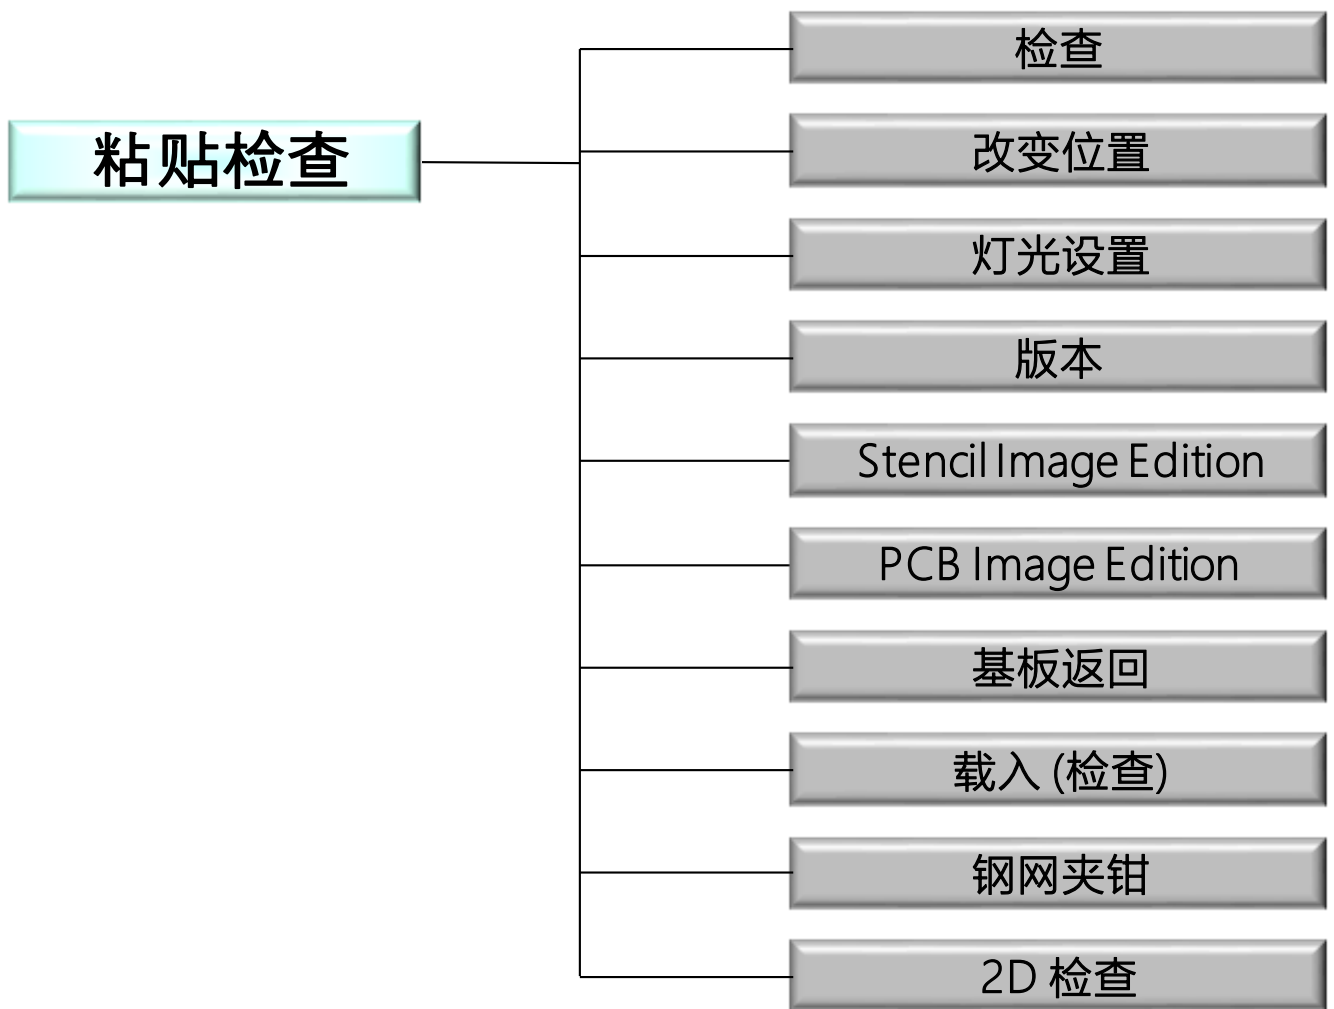 粘贴检查
检查
改变位置
灯光设置
版本
Stencil Image Edition
PCB Image Edition
基板返回
载入 (检查)
钢网夹钳
2D 检查